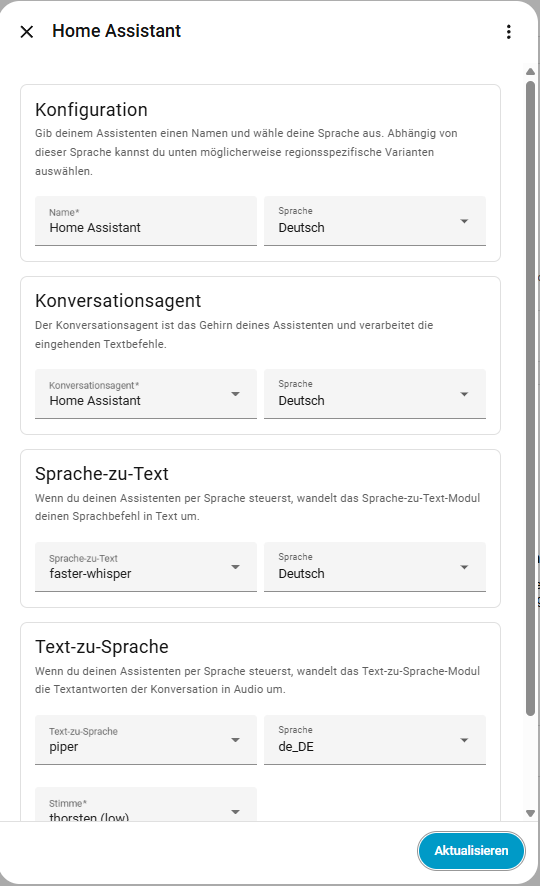 Home Assistant
Konfiguration
Gib deinem Assistenten einen Namen und wähle deine Sprache aus. Abhängig von
dieser Sprache kannst du unten möglicherweise regionsspezifische Varianten
auswählen.
Name*
Home Assistant
Sprache
Deutsch
Konversationsagent
Der Konversationsagent ist das Gehirn deines Assistenten und verarbeitet die
eingehenden Textbefehle.
Konversationsagent*
Home Assistant
Sprache
Deutsch
Sprache-zu-Text
Wenn du deinen Assistenten per Sprache steuerst, wandelt das Sprache-zu-Text-Modul
deinen Sprachbefehl in Text um.
Sprache-zu-Text
faster-whisper
Sprache
Deutsch
Text-zu-Sprache
Wenn du deinen Assistenten per Sprache steuerst, wandelt das Text-zu-Sprache-Modul
die Textantworten der Konversation in Audio um.
Text-zu-Sprache
piper
Sprache
de_DE
Stimme*
thorsten (low)
Aktualisieren